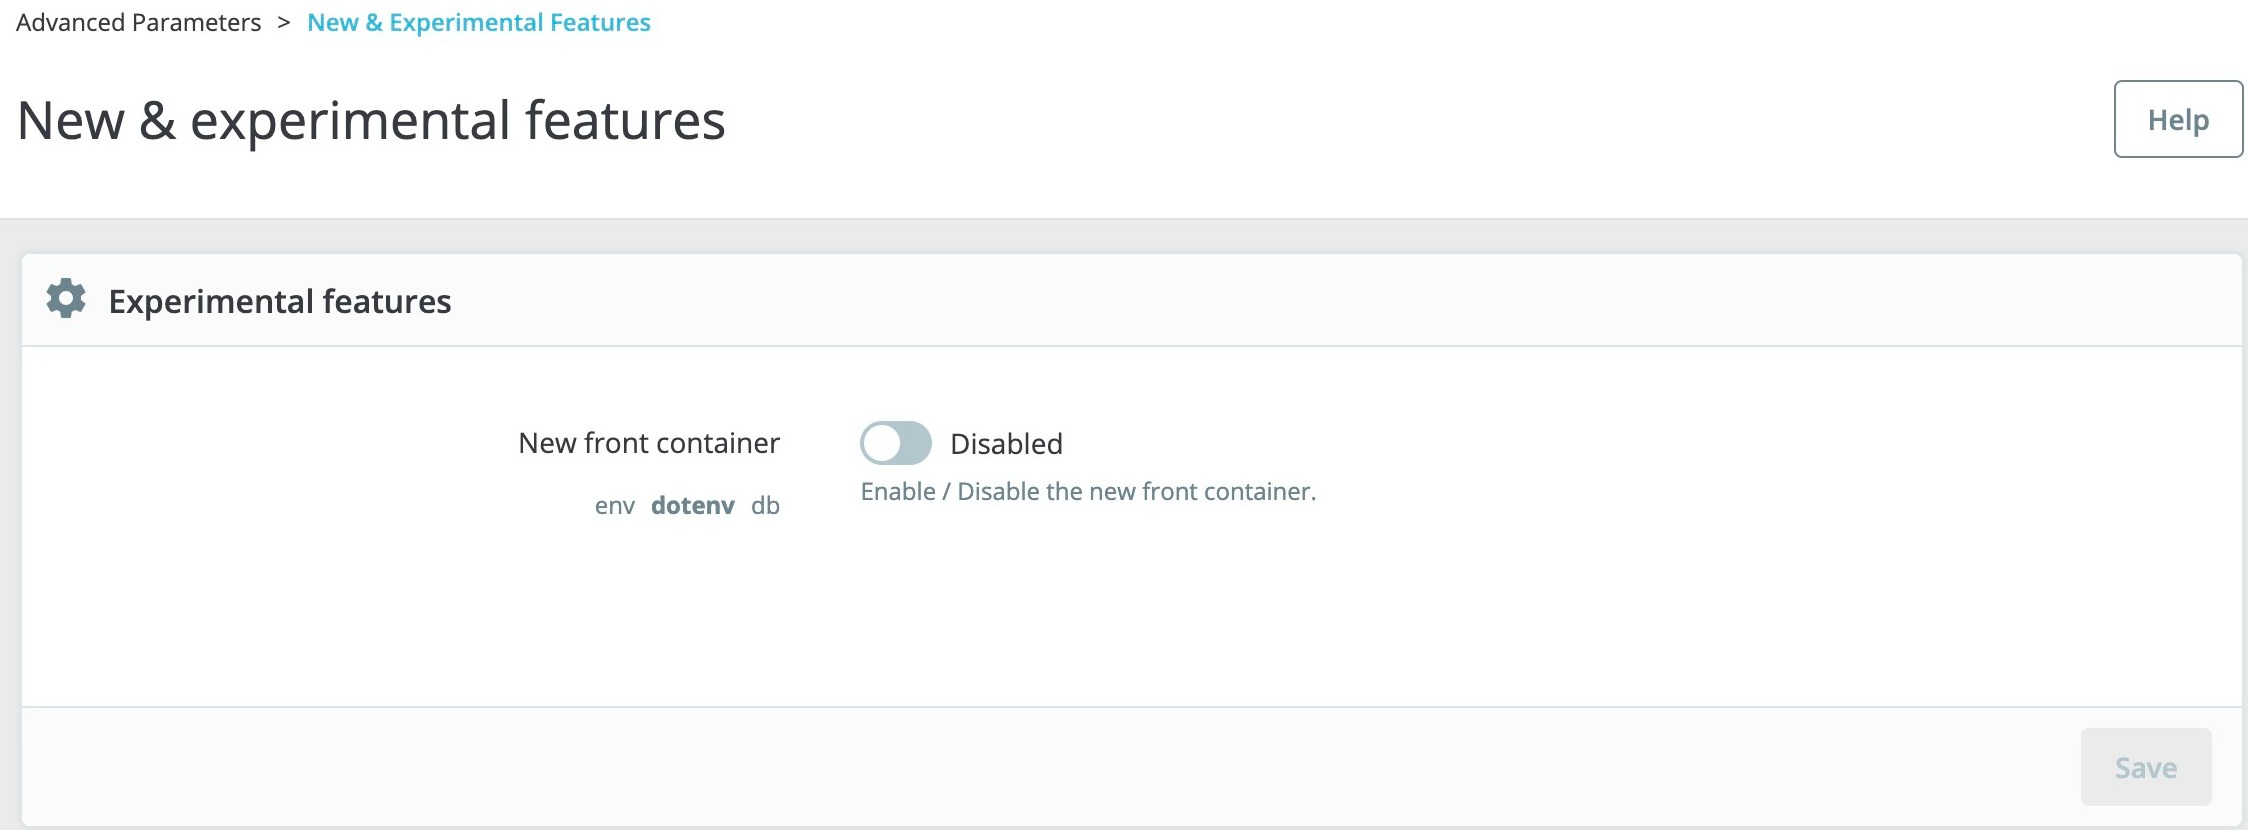 Advanced Parameters > New & Experimental Features
New & experimental features
Help
Experimental features
New front container
Disabled
env dotenv db
Enable / Disable the new front container.
Save